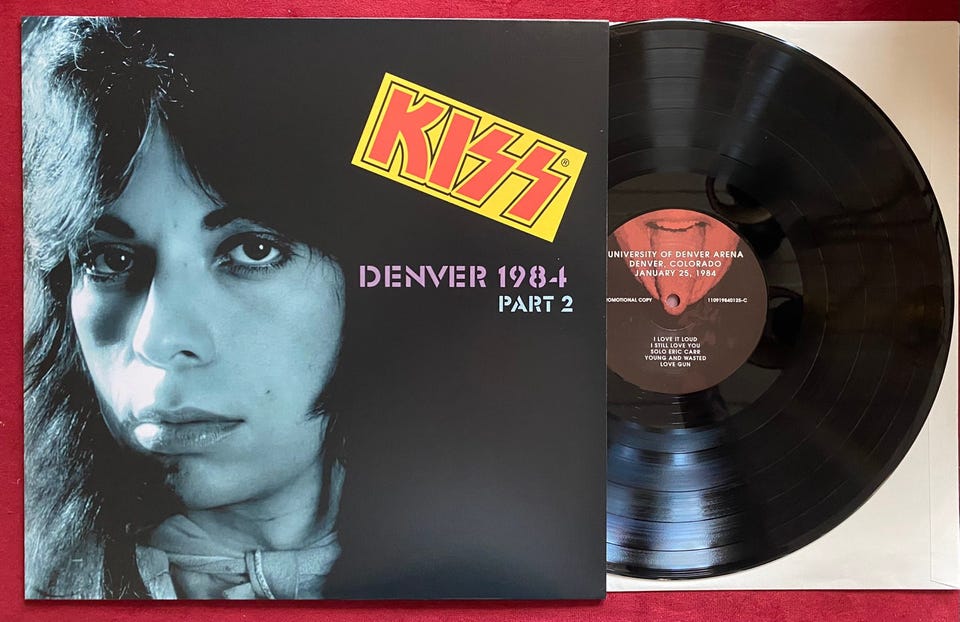 KISS®
DENVER 1984
PART 2
UNIVERSITY OF DENVER ARENA
DENVER, COLORADO
JANUARY 25, 1984
COPY
110919840125-C
I LOVE IT LOUD
I STILL LOVE YOU
SOLO ERIC CARR
YOUNG AND WASTED
LOVE GUN